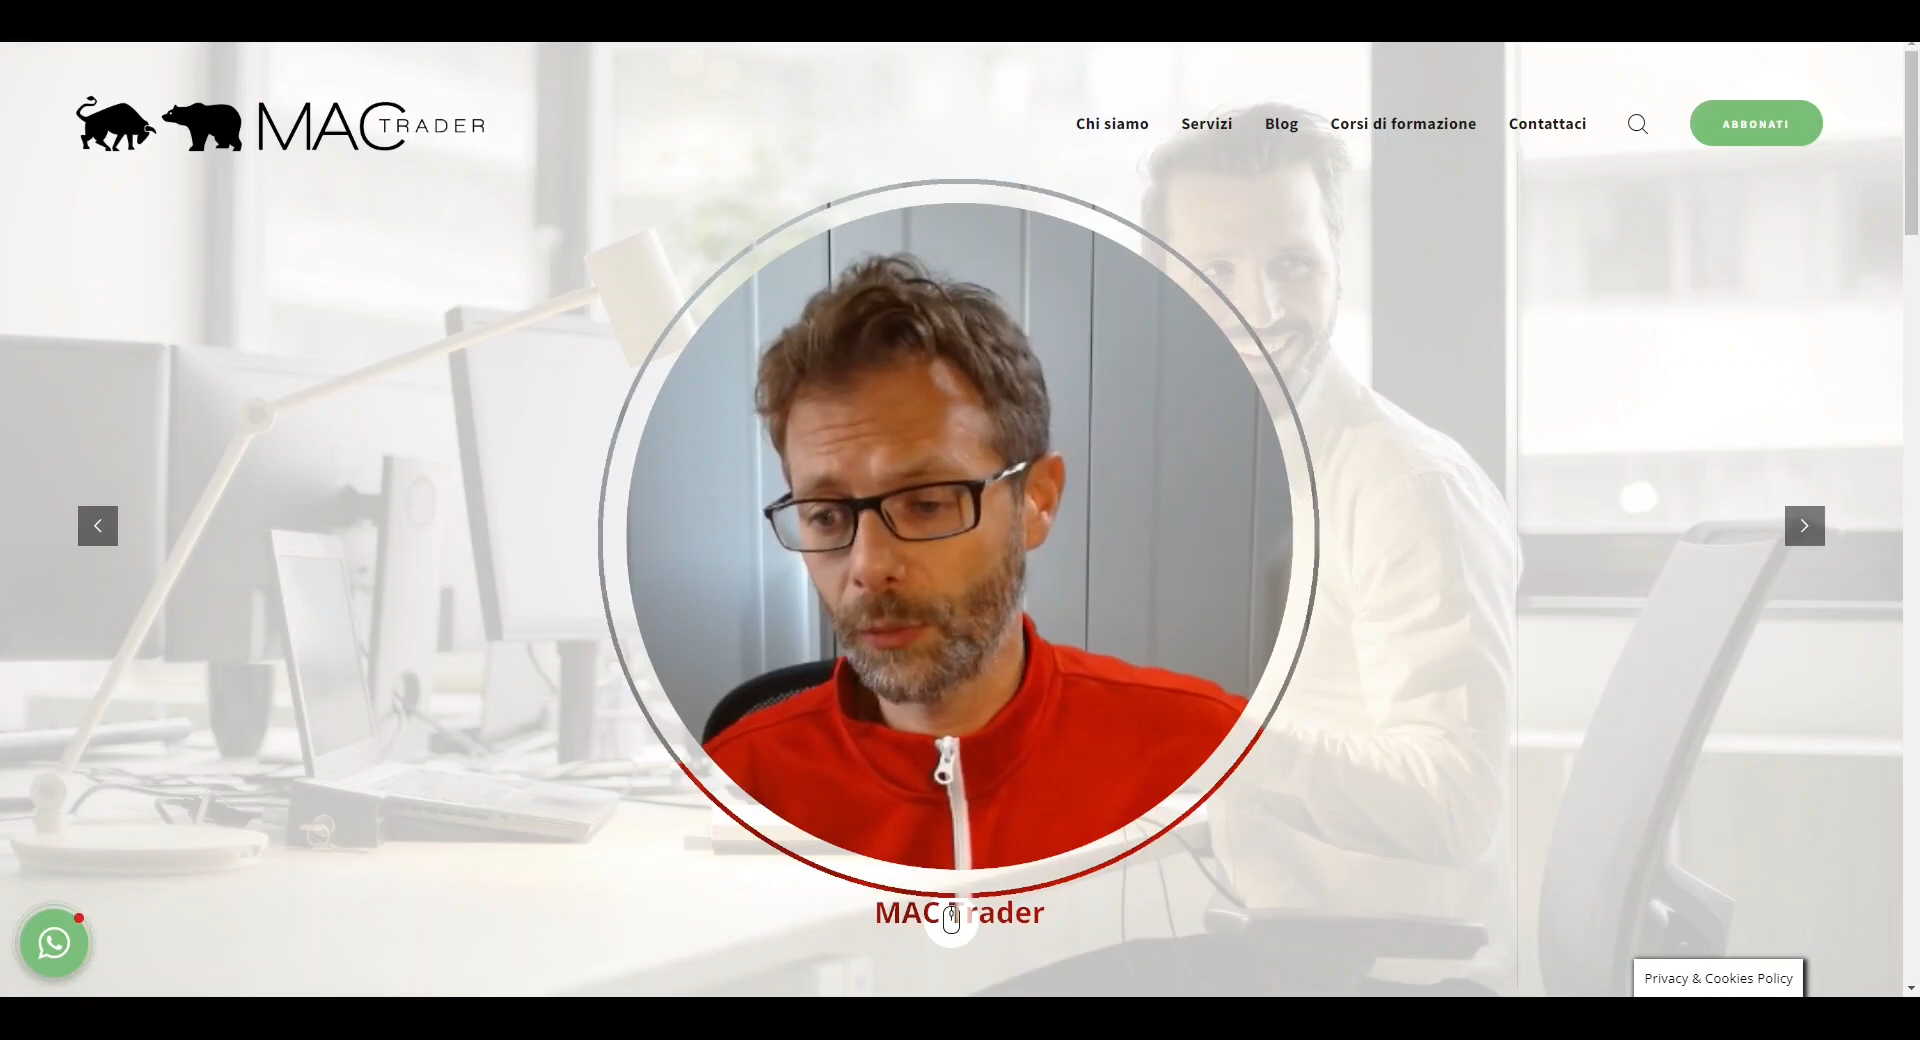 MAC TRADER
Chi siamo Servizi Blog Corsi di formazione Contattaci ABBONATI
MAC Trader
Privacy & Cookies Policy